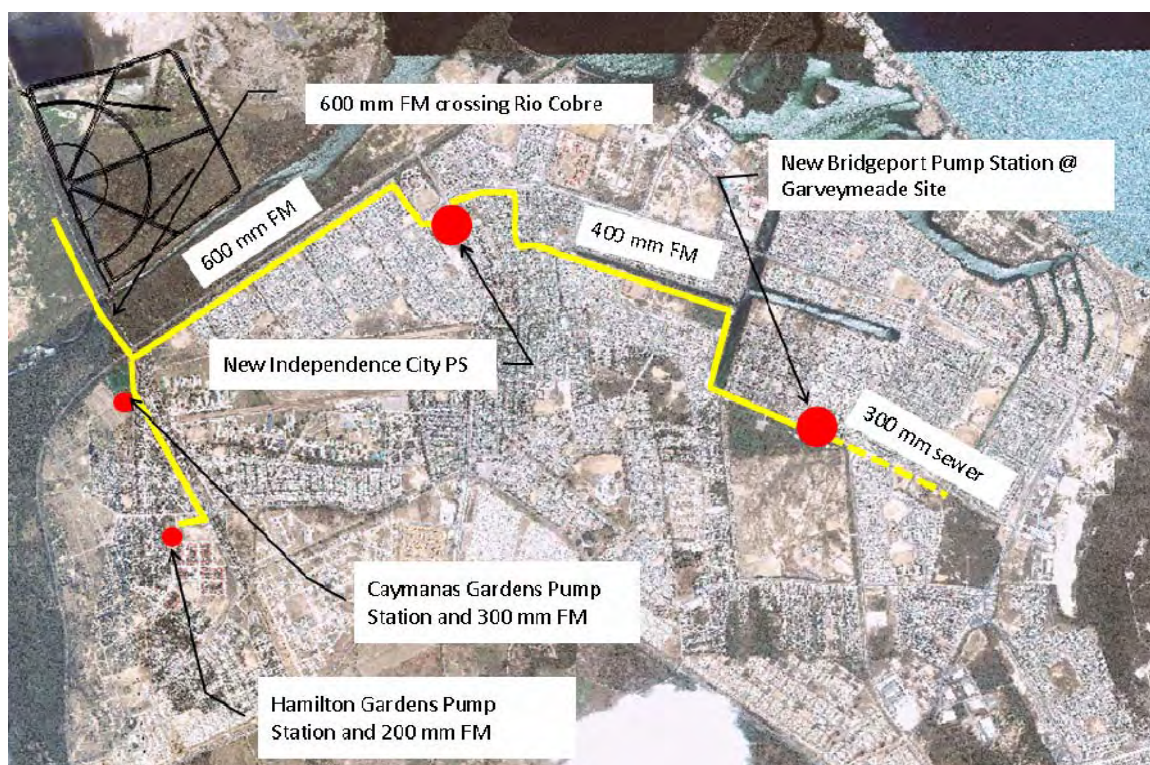 600 mm FM crossing Rio Cobre
New Bridgeport Pump Station @
Garveymeade Site
600 mm FM
400 mm FM
New Independence City PS
300 mm sewer
Caymanas Gardens Pump
Station and 300 mm FM
Hamilton Gardens Pump
Station and 200 mm FM